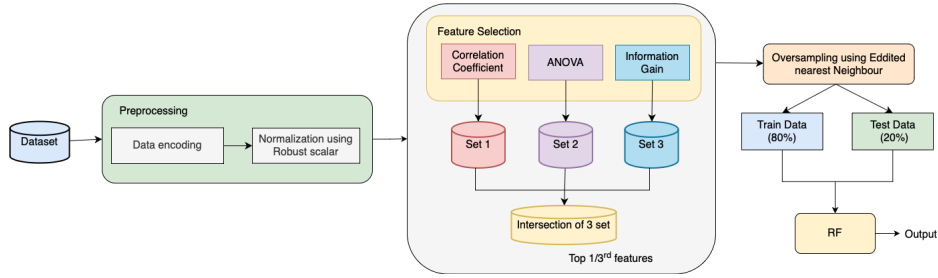 Dataset
Preprocessing
Data encoding
Normalization using
Robust scalar
Feature Selection
Correlation
Coefficient
ANOVA
Information
Gain
Set 1
Set 2
Set 3
Intersection of 3 set
Top 1/3rd features
Oversampling using Eddited
nearest Neighbour
Train Data
(80%)
Test Data
(20%)
RF
Output